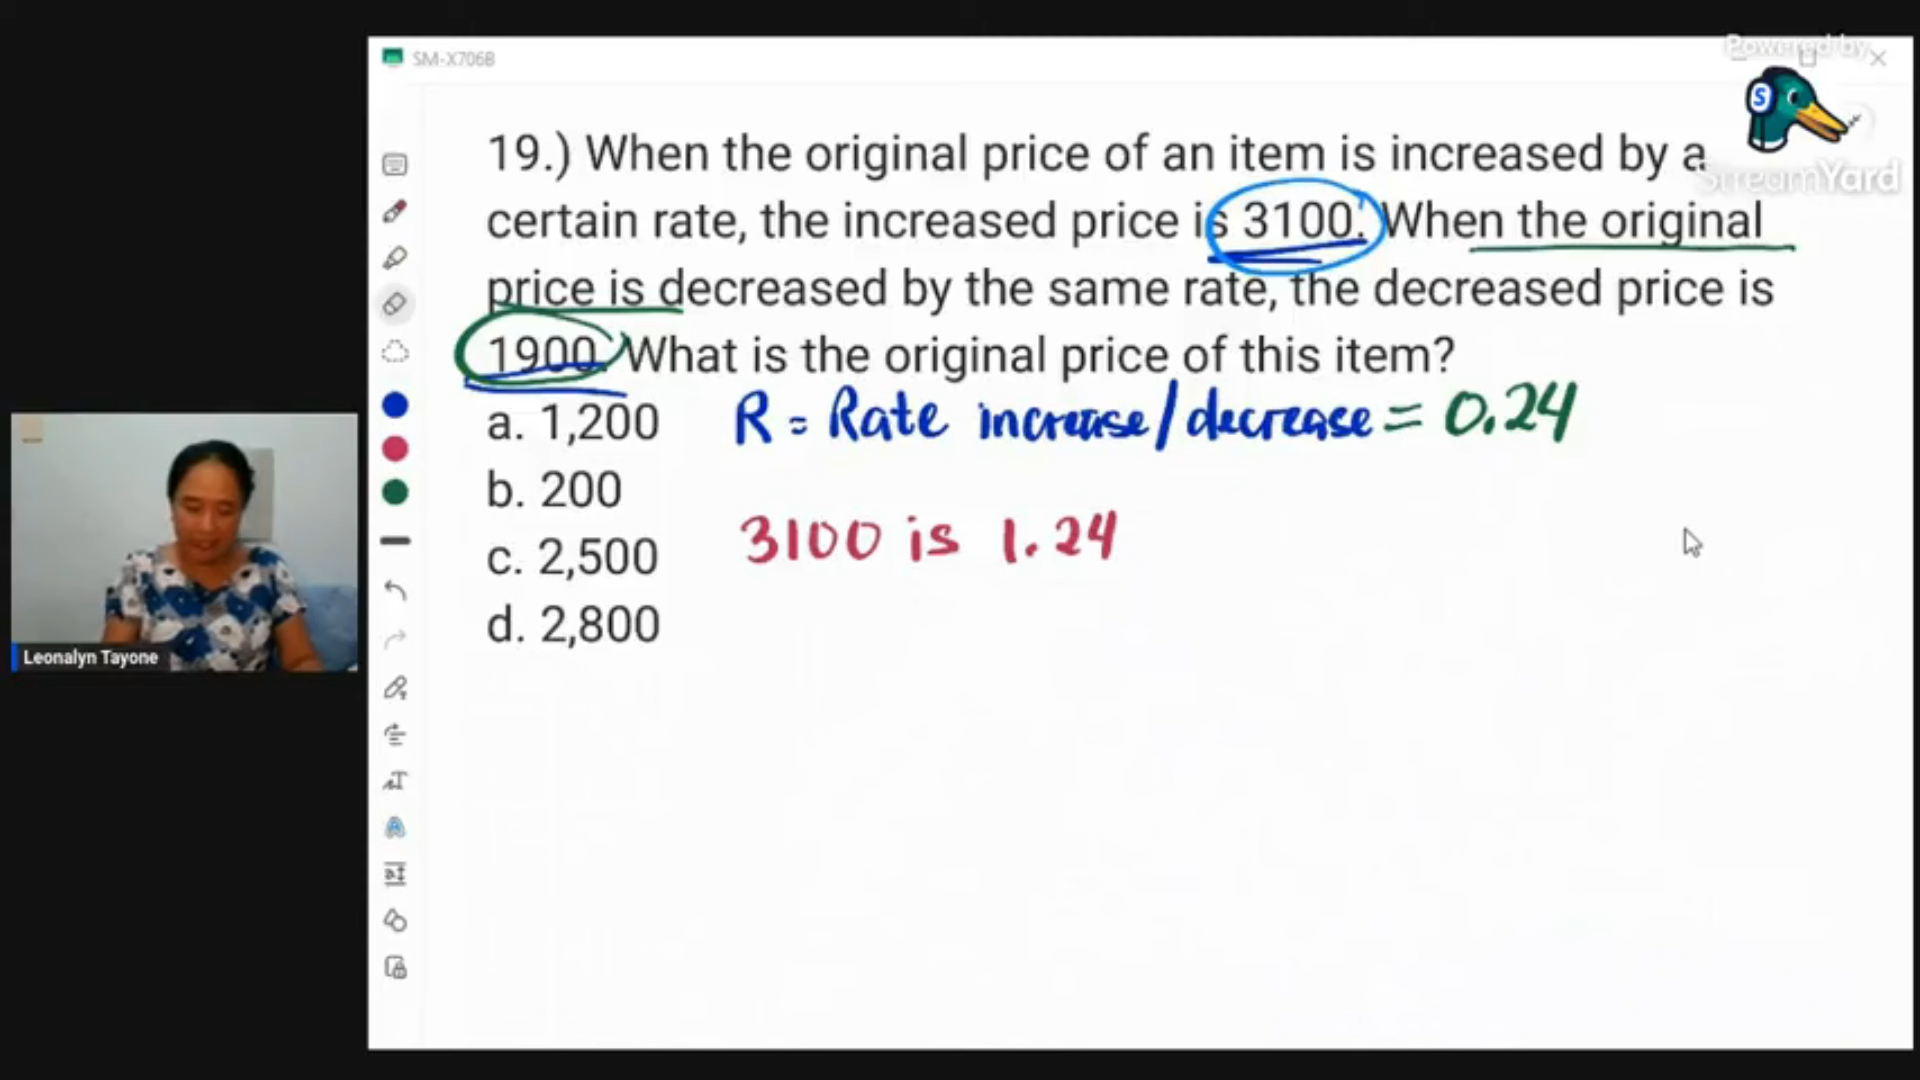 SM-X706B
Powered by
StreamYard
19.) When the original price of an item is increased by a
certain rate, the increased price is 3100. When the original
price is decreased by the same rate, the decreased price is
1900. What is the original price of this item?
a. 1,200
R = Rate increase/decrease = 0.24
b. 200
3100 is 1.24
c. 2,500
d. 2,800
Leonalyn Tayone